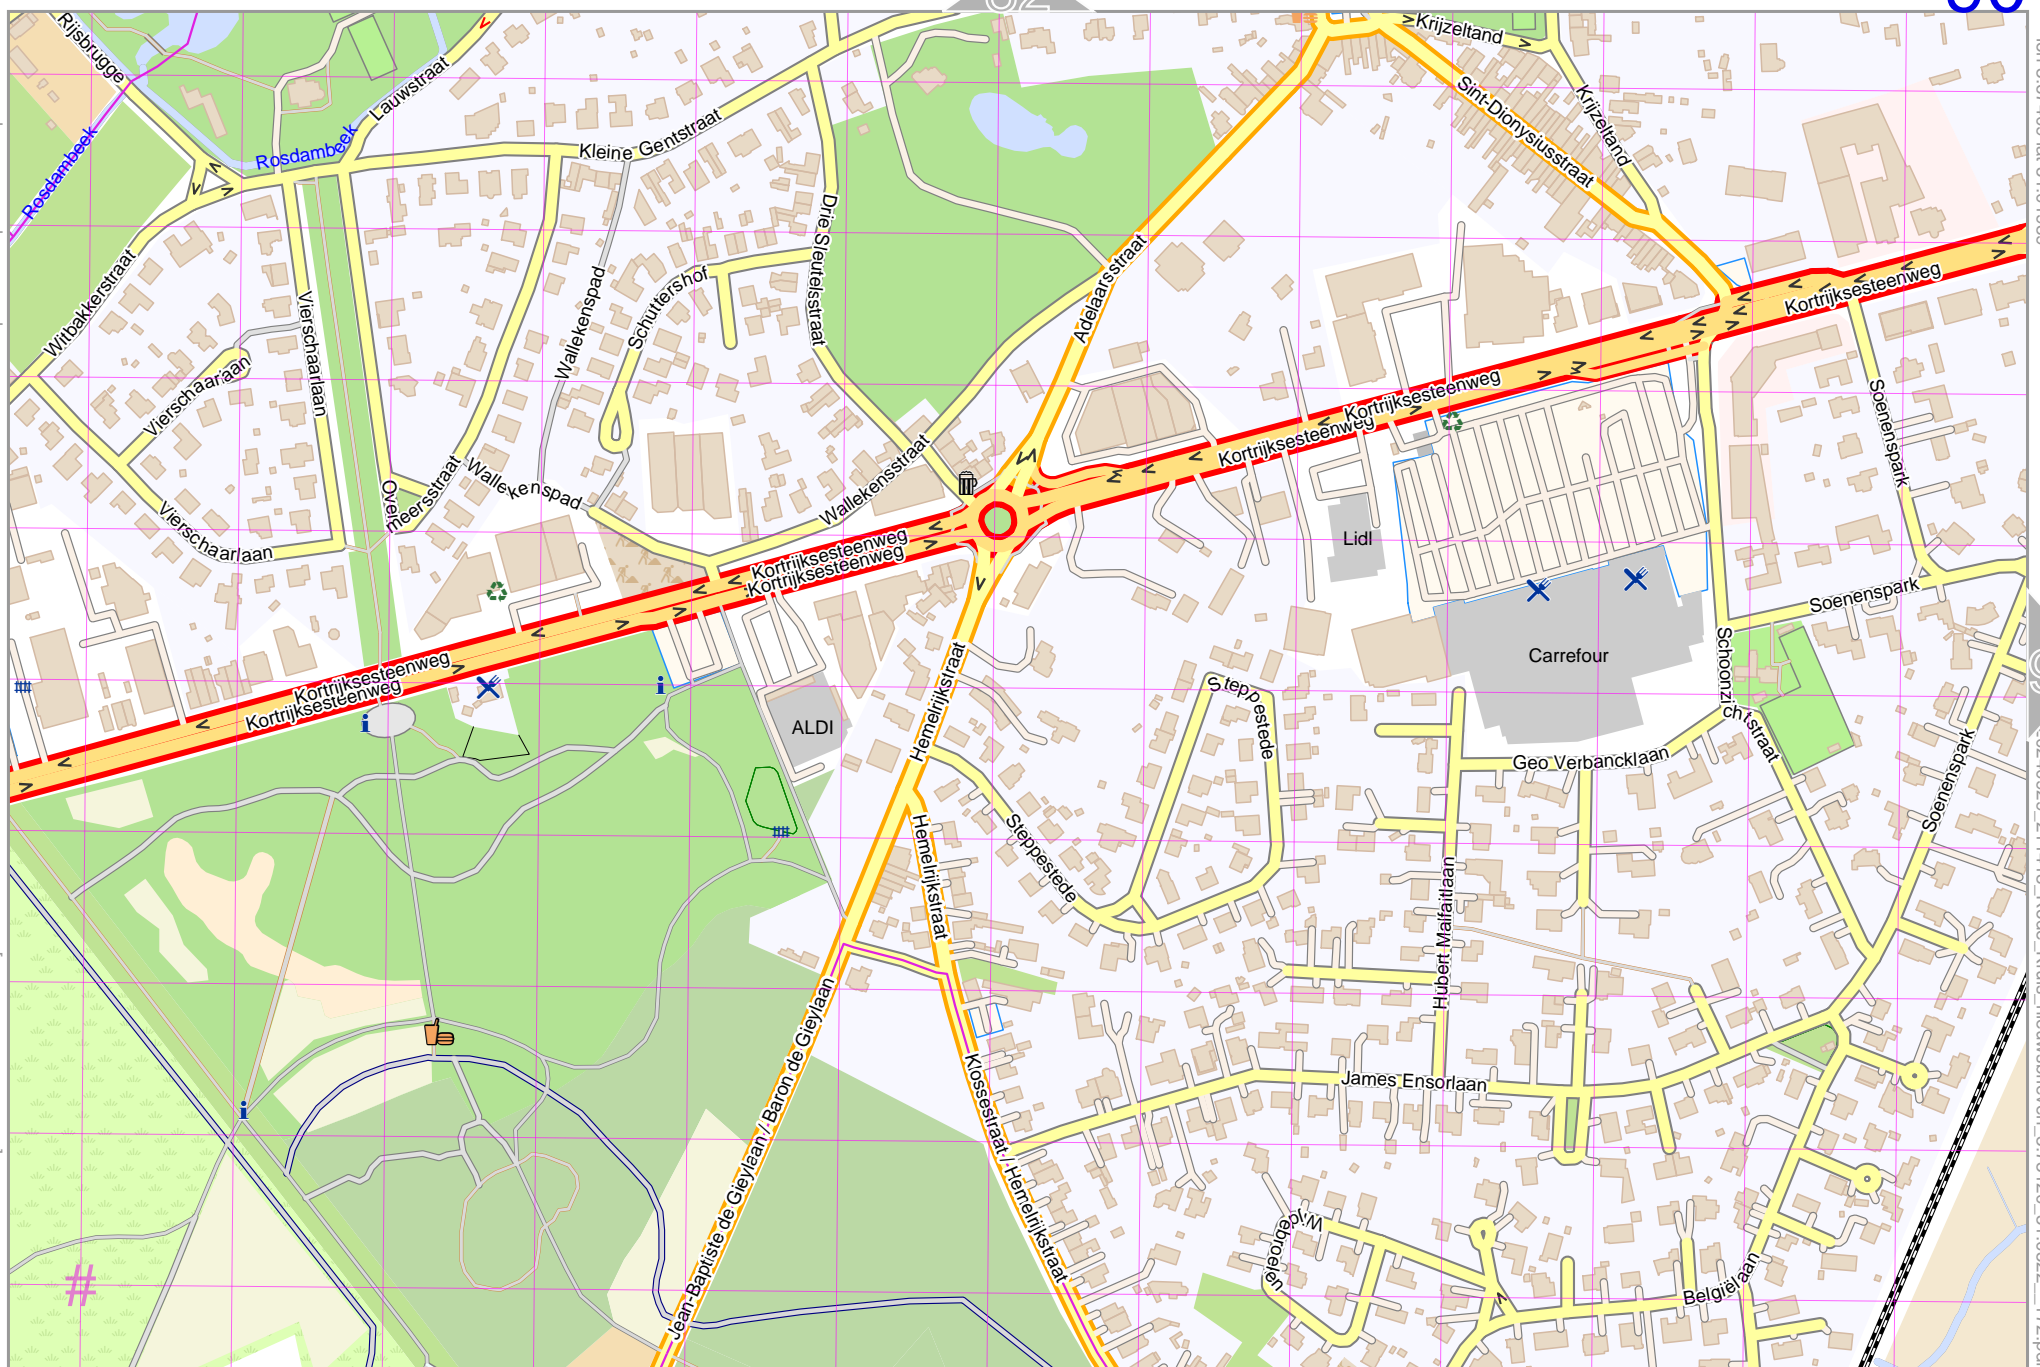 Krijzeltand
Rijsbrugge
Lauwstraat
Sint-Dionysiusstraat
Krijzeltand
Rosdambeek
Kleine Gentstraat
Rosdambeek
Drie Sleutelsstraat
Adelaarsstraat
Witbakkerstraat
Vierschaarlaan
Wallekenspad
Schuttershof
Kortrijksesteenweg
Vierschaarlaan
Kortrijksesteenweg
Kortrijksesteenweg
Soenenspark
Wallekenspad
Wallekensstraat
Overmeersstraat
Vierschaarlaan
Lidl
Kortrijksesteenweg
Kortrijksesteenweg
Soenenspark
Carrefour
Schoonzichtstraat
Kortrijksesteenweg
Kortrijksesteenweg
Hemelrijkstraat
Steppestede
ALDI
Geo Verbancklaan
Soenenspark
Steppestede
Hemelrijkstraat
Hubert Malfaitlaan
Jean-Baptiste de Gieylaan / Baron de Gieylaan
James Ensorlaan
Klossestraat / Hemelrijkstraat
Wijdebroeken
Belgiëlaan
#